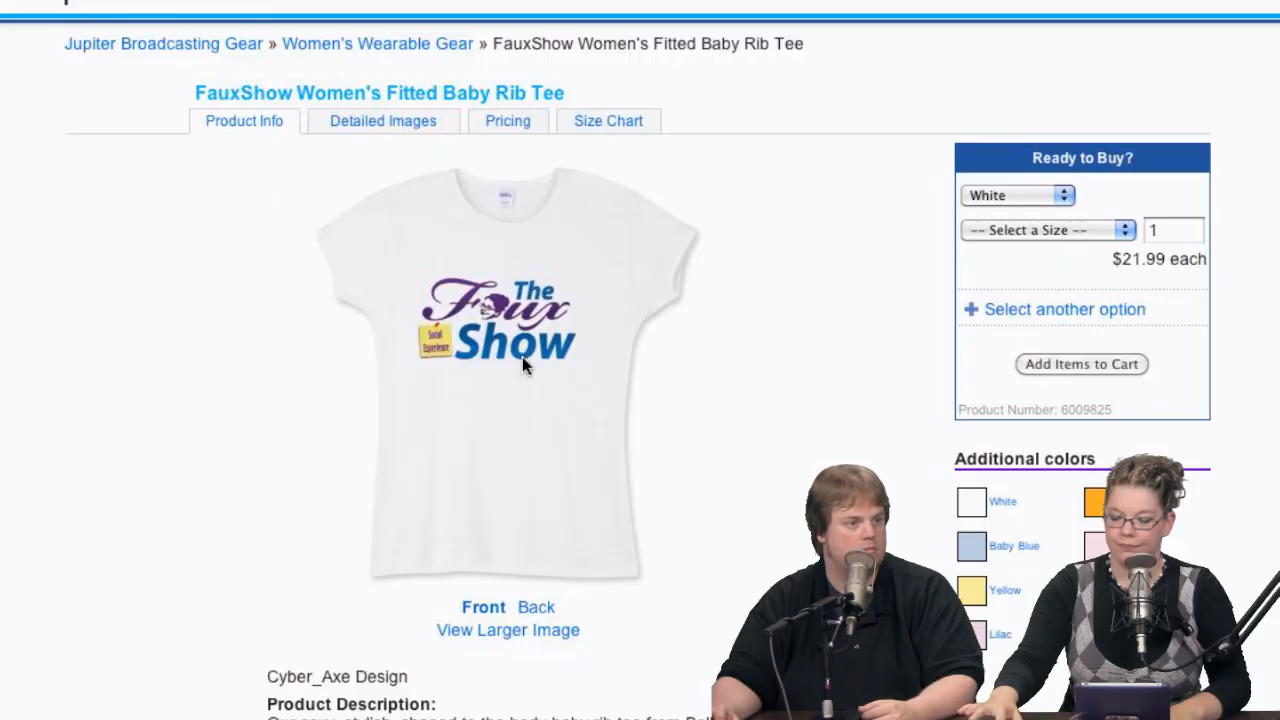 Jupiter Broadcasting Gear » Women's Wearable Gear » FauxShow Women's Fitted Baby Rib Tee
FauxShow Women's Fitted Baby Rib Tee
Product Info
Detailed Images
Pricing
Size Chart
The
Faux
Social
Experience
Show
Front Back
View Larger Image
Cyber_Axe Design
Product Description:
Ready to Buy?
White
-- Select a Size -- 1
$21.99 each
Select another option
Add Items to Cart
Product Number: 6009825
Additional colors
White
Baby Blue
Yellow
Lilac